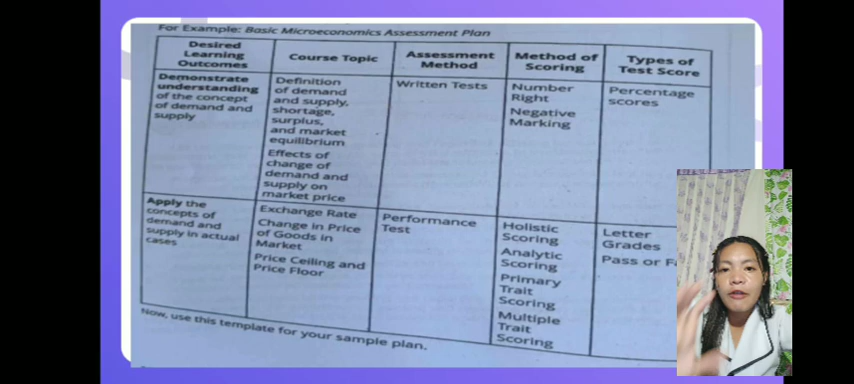 For Example: Basic Microeconomics Assessment Plan
Desired
Learning
Outcomes
Course Topic
Assessment
Method
Method of
Scoring
Types of
Test Score
Demonstrate
understanding
of the concept
of demand and
supply
Definition
of demand
and supply,
shortage,
surplus,
and market
equilibrium
Effects of
change of
demand and
supply on
market price
Written Tests
Number
Right
Negative
Marking
Percentage
scores
Apply the
concepts of
demand and
supply in actual
cases
Exchange Rate
Change in Price
of Goods in
Market
Price Ceiling and
Price Floor
Performance
Test
Holistic
Scoring
Analytic
Scoring
Primary
Trait
Scoring
Multiple
Trait
Scoring
Letter
Grades
Pass or
Now, use this template for your sample plan.